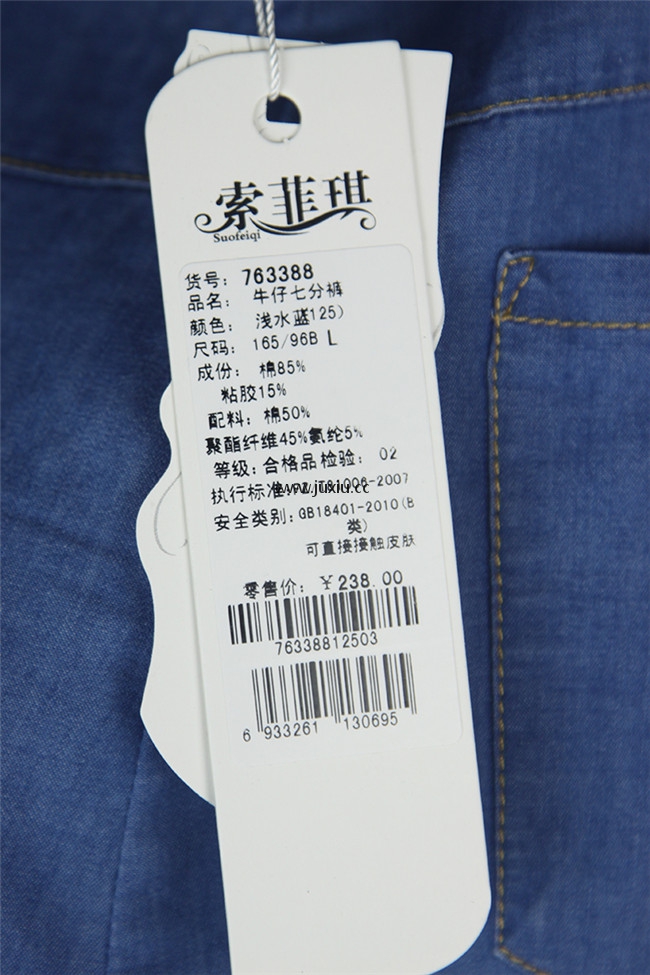 索菲琪
Suofeiqi
货号: 763388
品名: 牛仔七分裤
颜色: 浅水蓝125)
尺码: 165/96B L
成份: 棉85%
粘胶15%
配料: 棉50%
聚酯纤维45%氨纶5%
等级: 合格品 检验: 02
执行标准 1006-2007
www.juxiu.cc
安全类别: GB18401-2010(B
类)
可直接接触皮肤
零售价: ¥238.00
76338812503
6 933261 130695